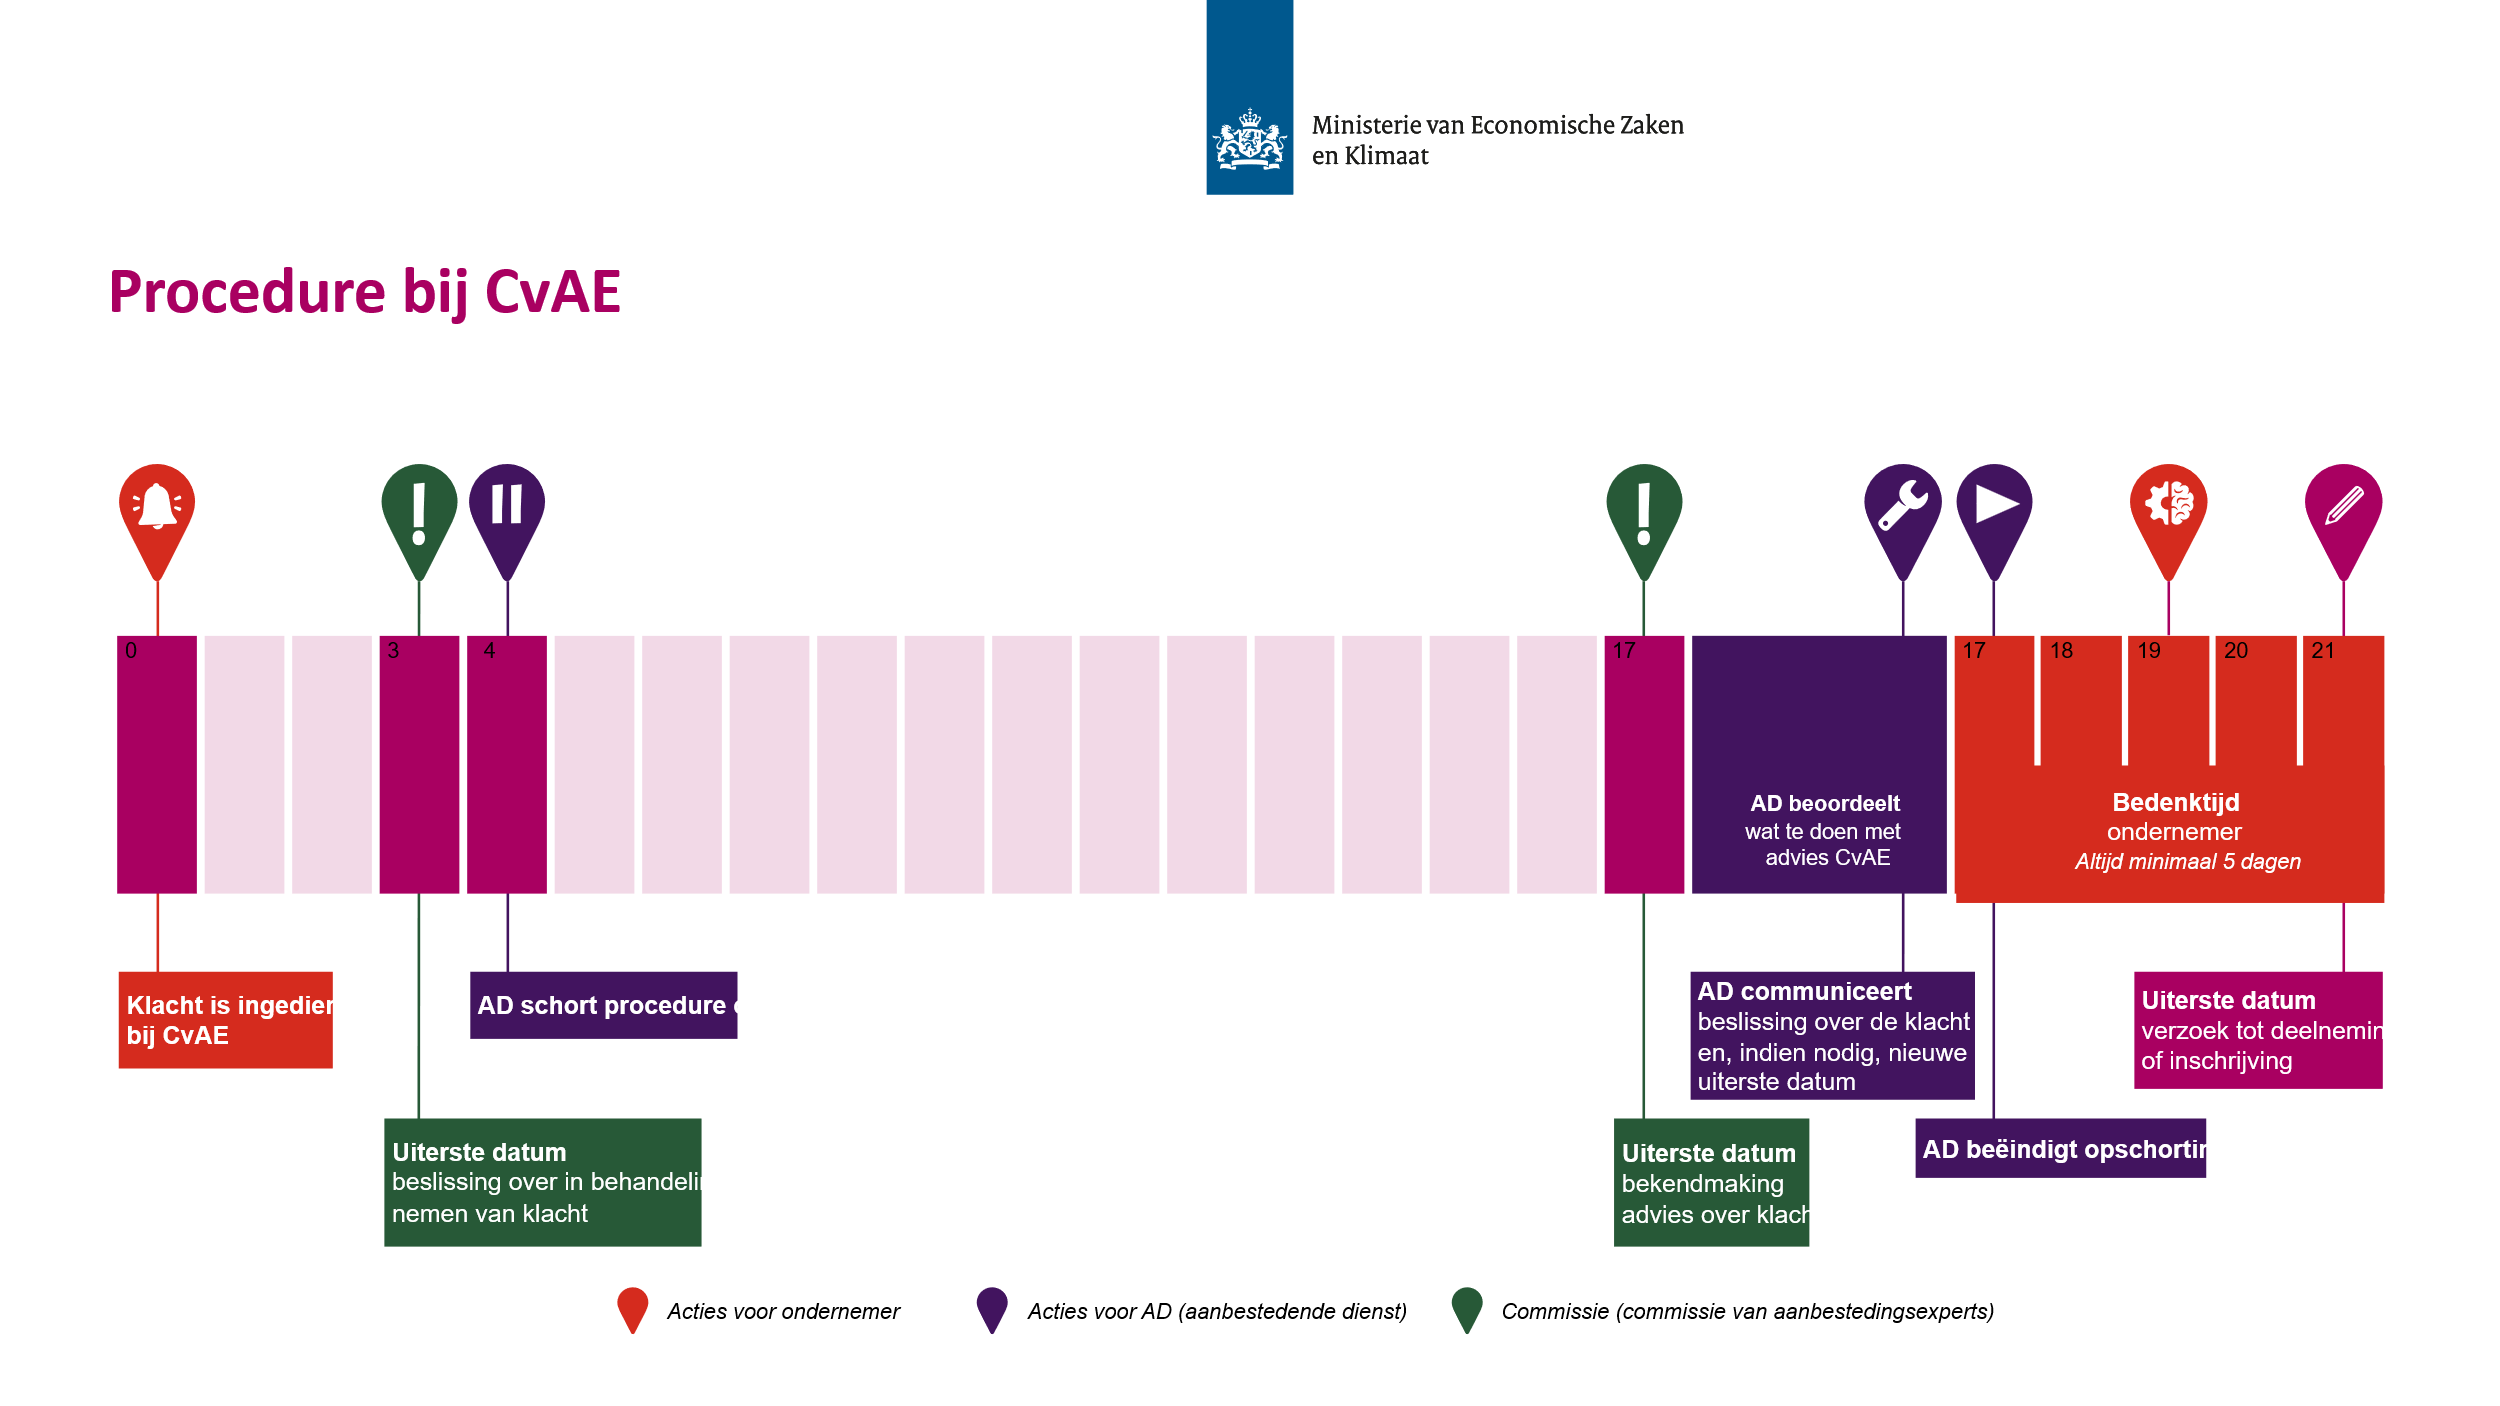 Ministerie van Economische Zaken
en Klimaat
Procedure bij CvAE
0
3
4
17
17
18
19
20
21
AD beoordeelt
wat te doen met
advies CvAE
Bedenktijd
ondernemer
Altijd minimaal 5 dagen
Klacht is ingedien
bij CvAE
AD schort procedure
AD communiceert
beslissing over de klacht
en, indien nodig, nieuwe
uiterste datum
Uiterste datum
verzoek tot deelnemin
of inschrijving
Uiterste datum
beslissing over in behandelin
nemen van klacht
Uiterste datum
bekendmaking
advies over klach
AD beëindigt opschortin
Acties voor ondernemer
Acties voor AD (aanbestedende dienst)
Commissie (commissie van aanbestedingsexperts)